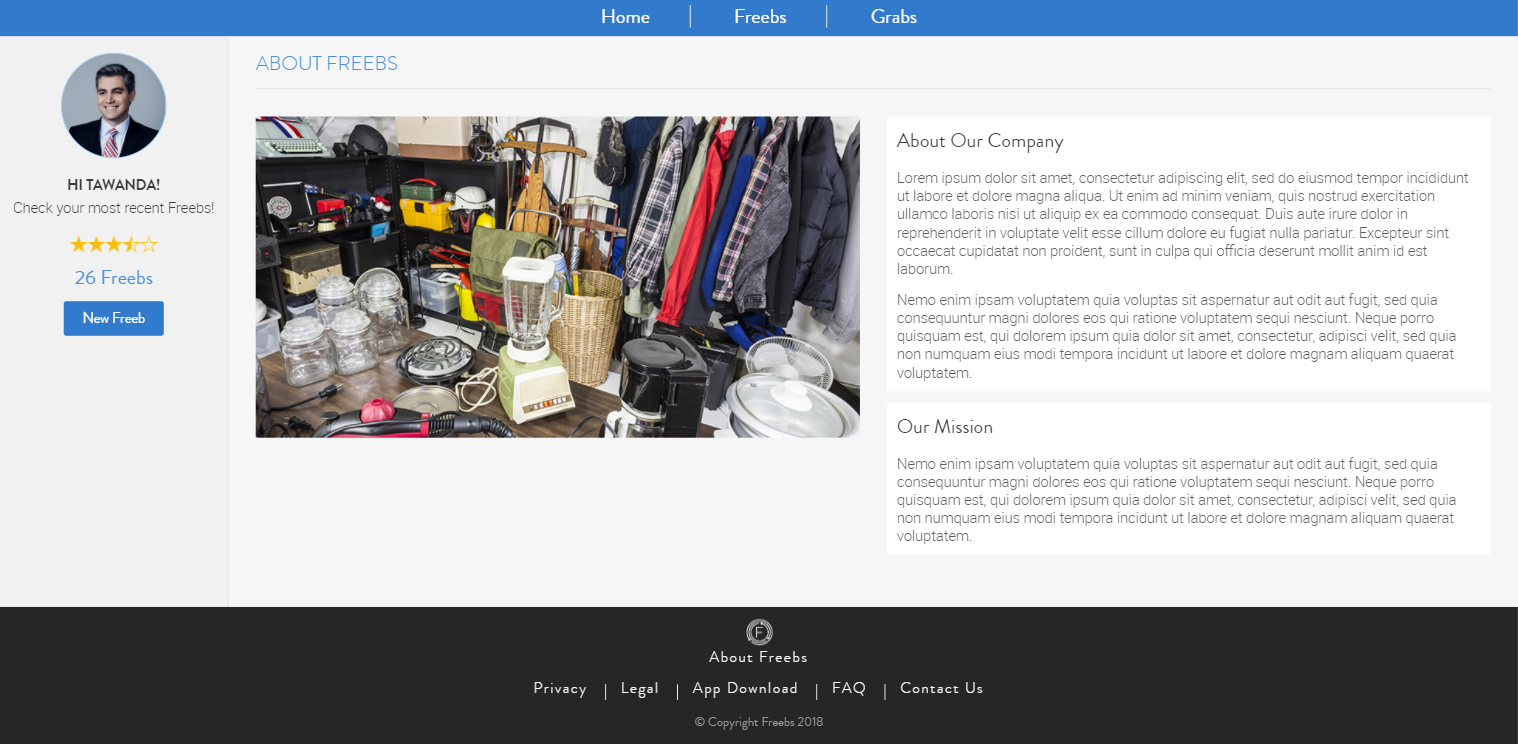 Home | Freebs | Grabs
ABOUT FREEBS
HI TAWANDA!
Check your most recent Freebs!
26 Freebs
New Freeb
About Our Company
Lorem ipsum dolor sit amet, consectetur adipiscing elit, sed do eiusmod tempor incididunt
ut labore et dolore magna aliqua. Ut enim ad minim veniam, quis nostrud exercitation
ullamco laboris nisi ut aliquip ex ea commodo consequat. Duis aute irure dolor in
reprehenderit in voluptate velit esse cillum dolore eu fugiat nulla pariatur. Excepteur sint
occaecat cupidatat non proident, sunt in culpa qui officia deserunt mollit anim id est
laborum.
Nemo enim ipsam voluptatem quia voluptas sit aspernatur aut odit aut fugit, sed quia
consequuntur magni dolores eos qui ratione voluptatem sequi nesciunt. Neque porro
quisquam est, qui dolorem ipsum quia dolor sit amet, consectetur, adipisci velit, sed quia
non numquam eius modi tempora incidunt ut labore et dolore magnam aliquam quaerat
voluptatem.
Our Mission
Nemo enim ipsam voluptatem quia voluptas sit aspernatur aut odit aut fugit, sed quia
consequuntur magni dolores eos qui ratione voluptatem sequi nesciunt. Neque porro
quisquam est, qui dolorem ipsum quia dolor sit amet, consectetur, adipisci velit, sed quia
non numquam eius modi tempora incidunt ut labore et dolore magnam aliquam quaerat
voluptatem.
F
About Freebs
Privacy | Legal | App Download | FAQ | Contact Us
© Copyright Freebs 2018